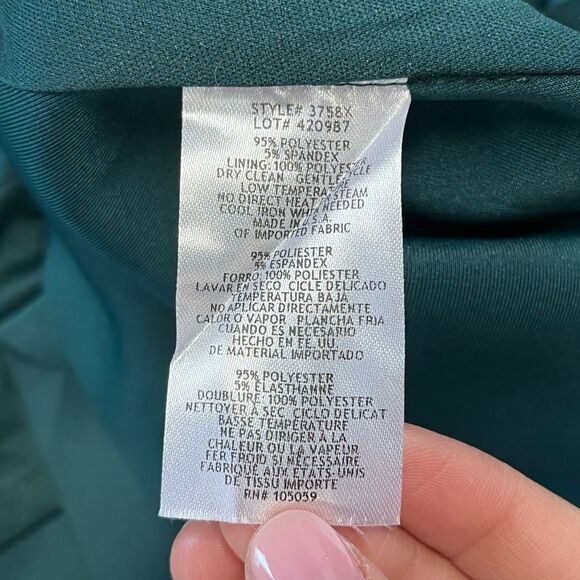 STYLE# 3758X
LOT# 420987
95% POLYESTER
5% SPANDEX
LINING: 100% POLYESTER
DRY CLEAN GENTLE CYCLE
LOW TEMPERATURE STEAM
NO DIRECT HEAT
COOL IRON WHEN NEEDED
MADE IN U.S.A.
OF IMPORTED FABRIC
95% POLIESTER
5% ESPANDEX
FORRO: 100% POLIESTER
LAVAR EN SECO CICLE DELICADO
TEMPERATURA BAJA
NO APLICAR DIRECTAMENTE
CALOR O VAPOR PLANCHA FRIA
CUANDO ES NECESARIO
HECHO EN EE.UU.
DE MATERIAL IMPORTADO
95% POLYESTER
5% ELASTHANNE
DOUBLURE: 100% POLYESTER
NETTOYER À SEC CICLO DELICAT
BASSE TEMPÉRATURE
NE PAS DIRIGER À LA
CHALEUR OU LA VAPEUR
FER FROID SI NÉCESSAIRE
FABRIQUE AUX ETATS-UNIS
DE TISSU IMPORTE
RN# 105059